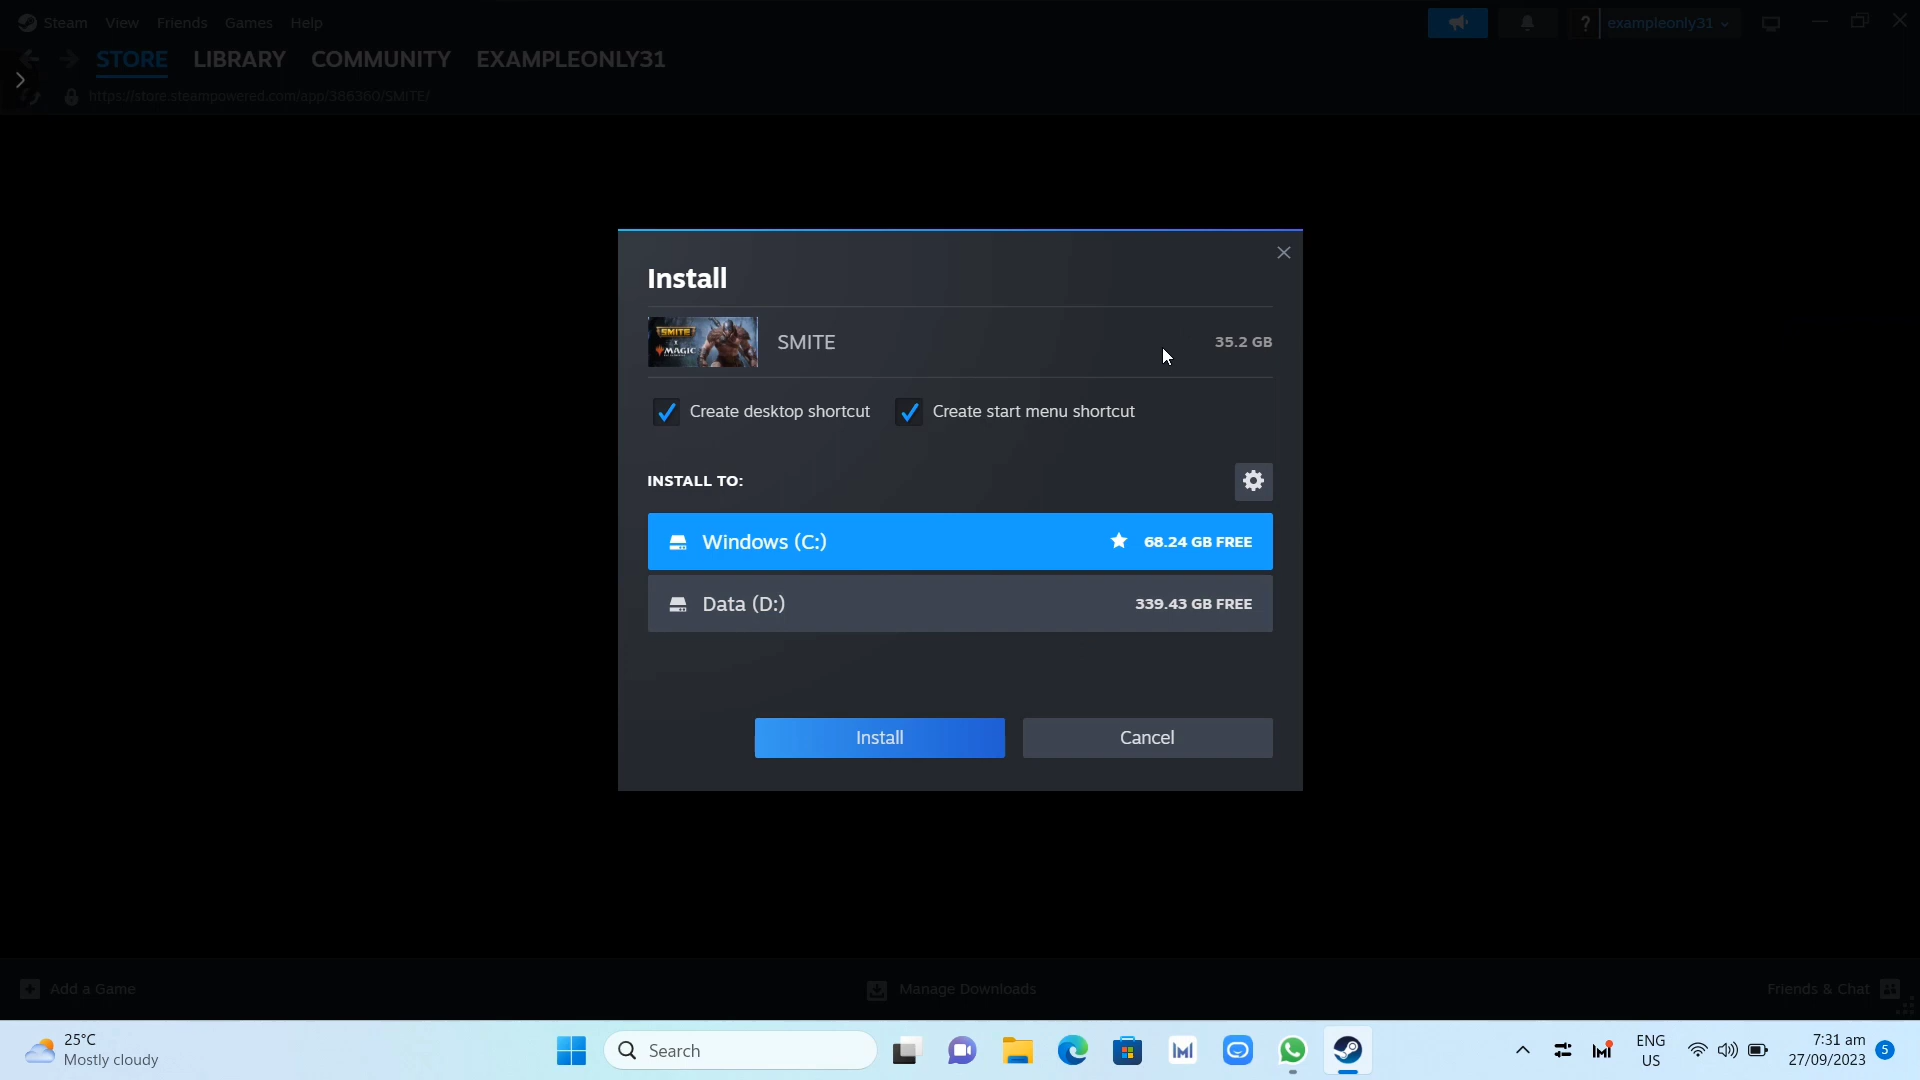 Steam View Friends Games Help
exampleonly31
STORE LIBRARY COMMUNITY EXAMPLEONLY31
https://store.steampowered.com/app/386360/SMITE/
Install
SMITE
MAGIC
SMITE
35.2 GB
Create desktop shortcut
Create start menu shortcut
INSTALL TO:
Windows (C:)
68.24 GB FREE
Data (D:)
339.43 GB FREE
Install
Cancel
Add a Game
Manage Downloads
Friends & Chat
25°C
Mostly cloudy
Search
ENG
US
7:31 am
27/09/2023
5